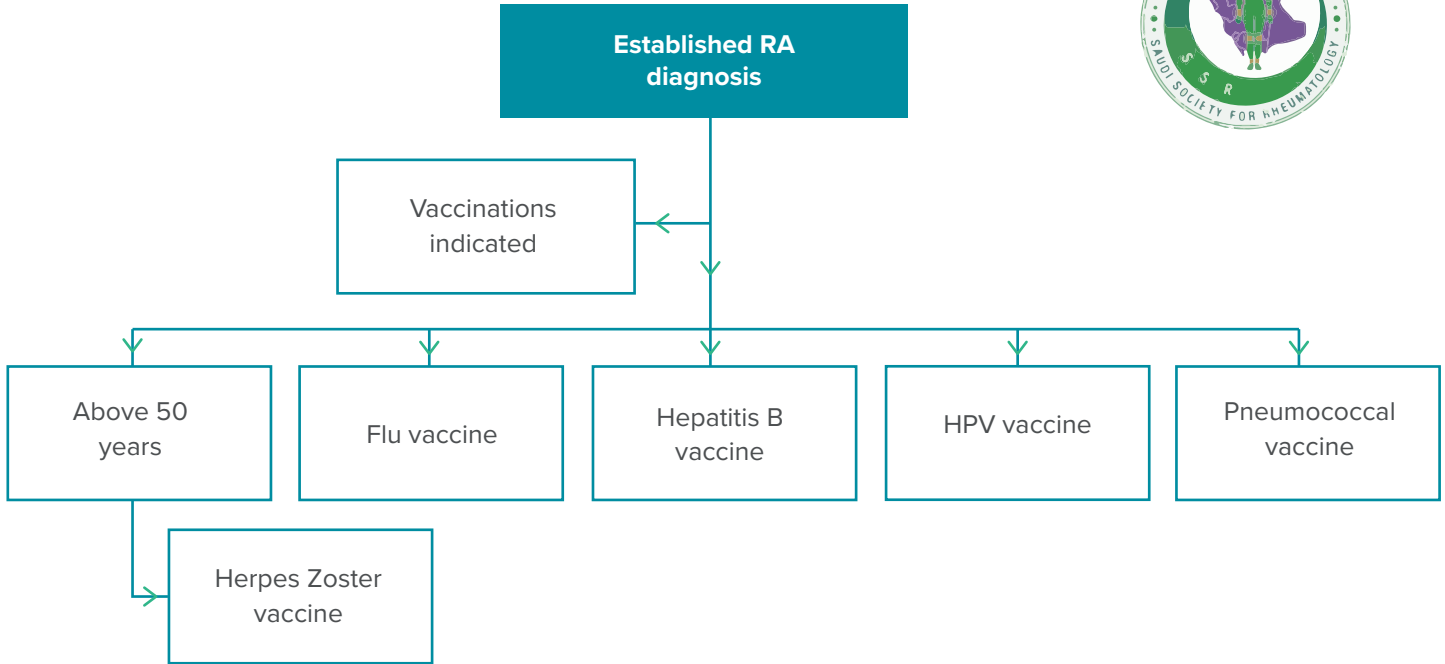 Established RA
diagnosis
SAUDI SOCIETY FOR RHEUMATOLOGY
SSR
Vaccinations
indicated
Above 50
years
Flu vaccine
Hepatitis B
vaccine
HPV vaccine
Pneumococcal
vaccine
Herpes Zoster
vaccine